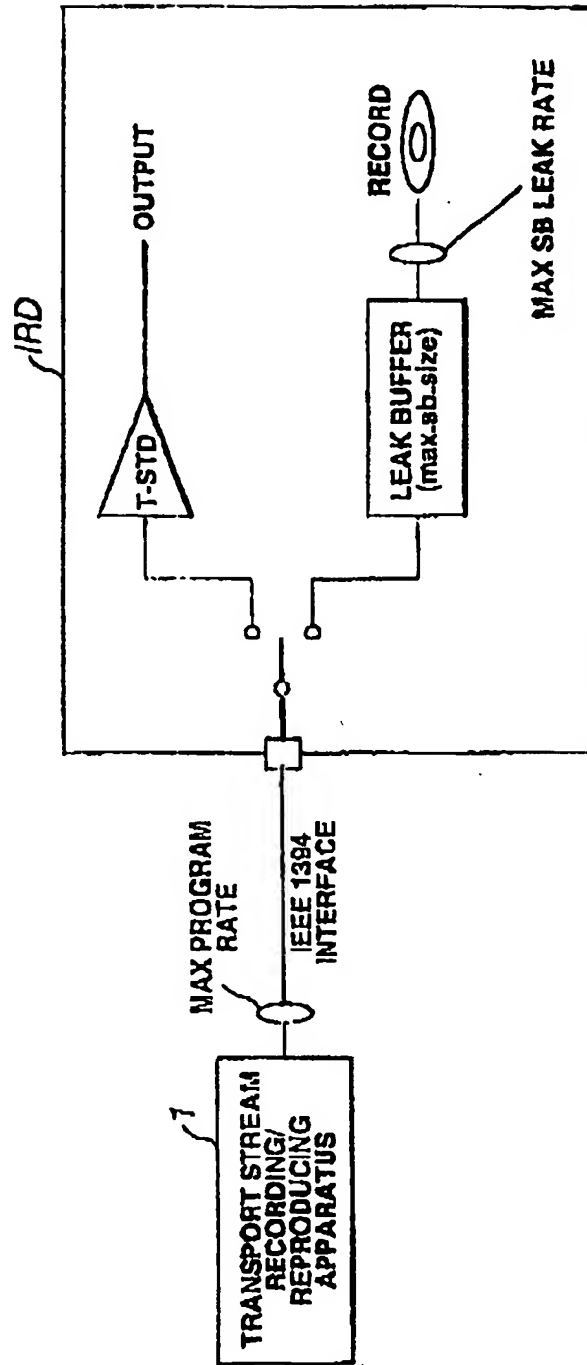 IRD
T-STD
OUTPUT
LEAK BUFFER
(max-sb-size)
RECORD
MAX SB LEAK RATE
MAX PROGRAM
RATE
IEEE 1394
INTERFACE
7
TRANSPORT STREAM
RECORDING/
REPRODUCING
APPARATUS